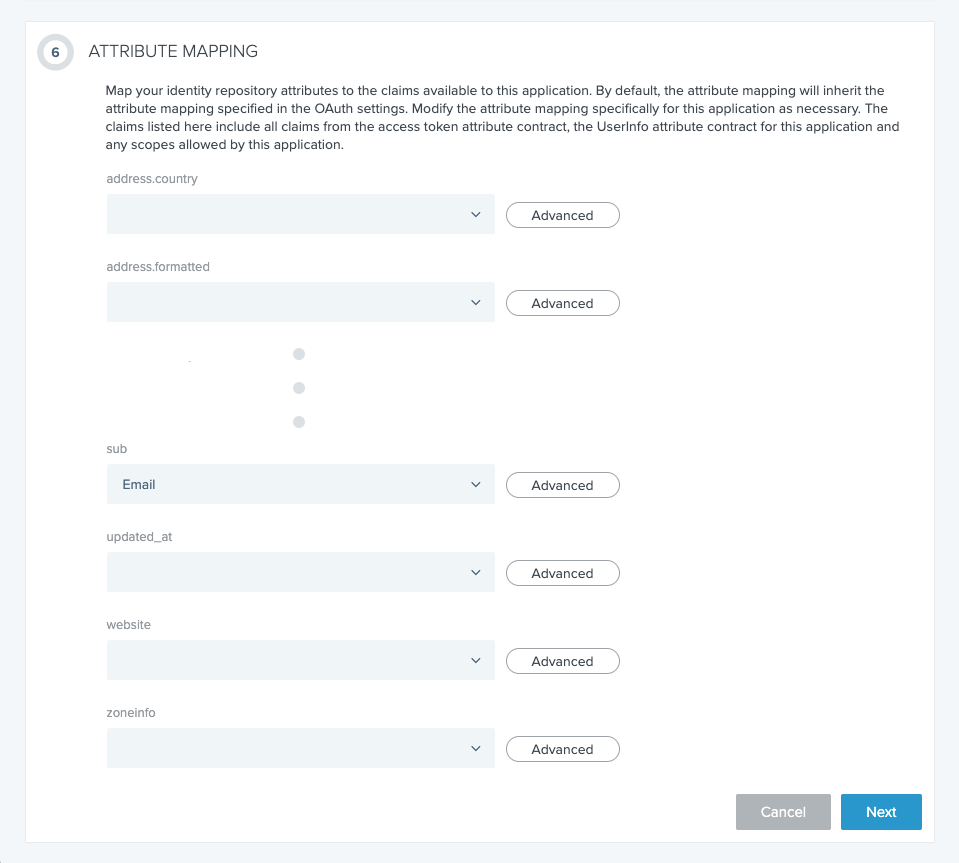 6 ATTRIBUTE MAPPING
Map your identity repository attributes to the claims available to this application. By default, the attribute mapping will inherit the
attribute mapping specified in the OAuth settings. Modify the attribute mapping specifically for this application as necessary. The
claims listed here include all claims from the access token attribute contract, the UserInfo attribute contract for this application and
any scopes allowed by this application.
address.country
Advanced
address.formatted
Advanced
sub
Email Advanced
updated_at
Advanced
website
Advanced
zoneinfo
Advanced
Cancel Next